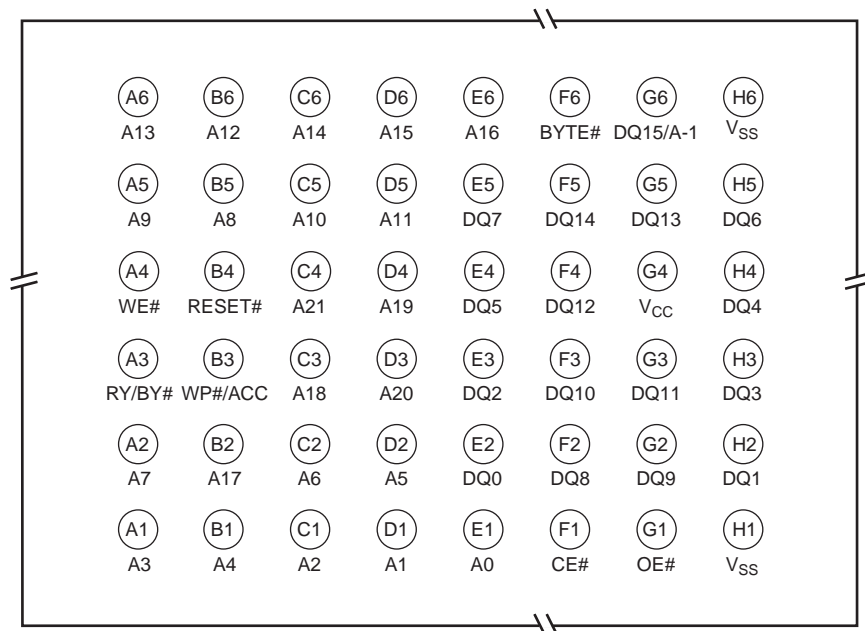 A6 B6 C6 D6 E6 F6 G6 H6
A13 A12 A14 A15 A16 BYTE# DQ15/A-1 VSS
A5 B5 C5 D5 E5 F5 G5 H5
A9 A8 A10 A11 DQ7 DQ14 DQ13 DQ6
A4 B4 C4 D4 E4 F4 G4 H4
WE# RESET# A21 A19 DQ5 DQ12 VCC DQ4
A3 B3 C3 D3 E3 F3 G3 H3
RY/BY# WP#/ACC A18 A20 DQ2 DQ10 DQ11 DQ3
A2 B2 C2 D2 E2 F2 G2 H2
A7 A17 A6 A5 DQ0 DQ8 DQ9 DQ1
A1 B1 C1 D1 E1 F1 G1 H1
A3 A4 A2 A1 A0 CE# OE# VSS